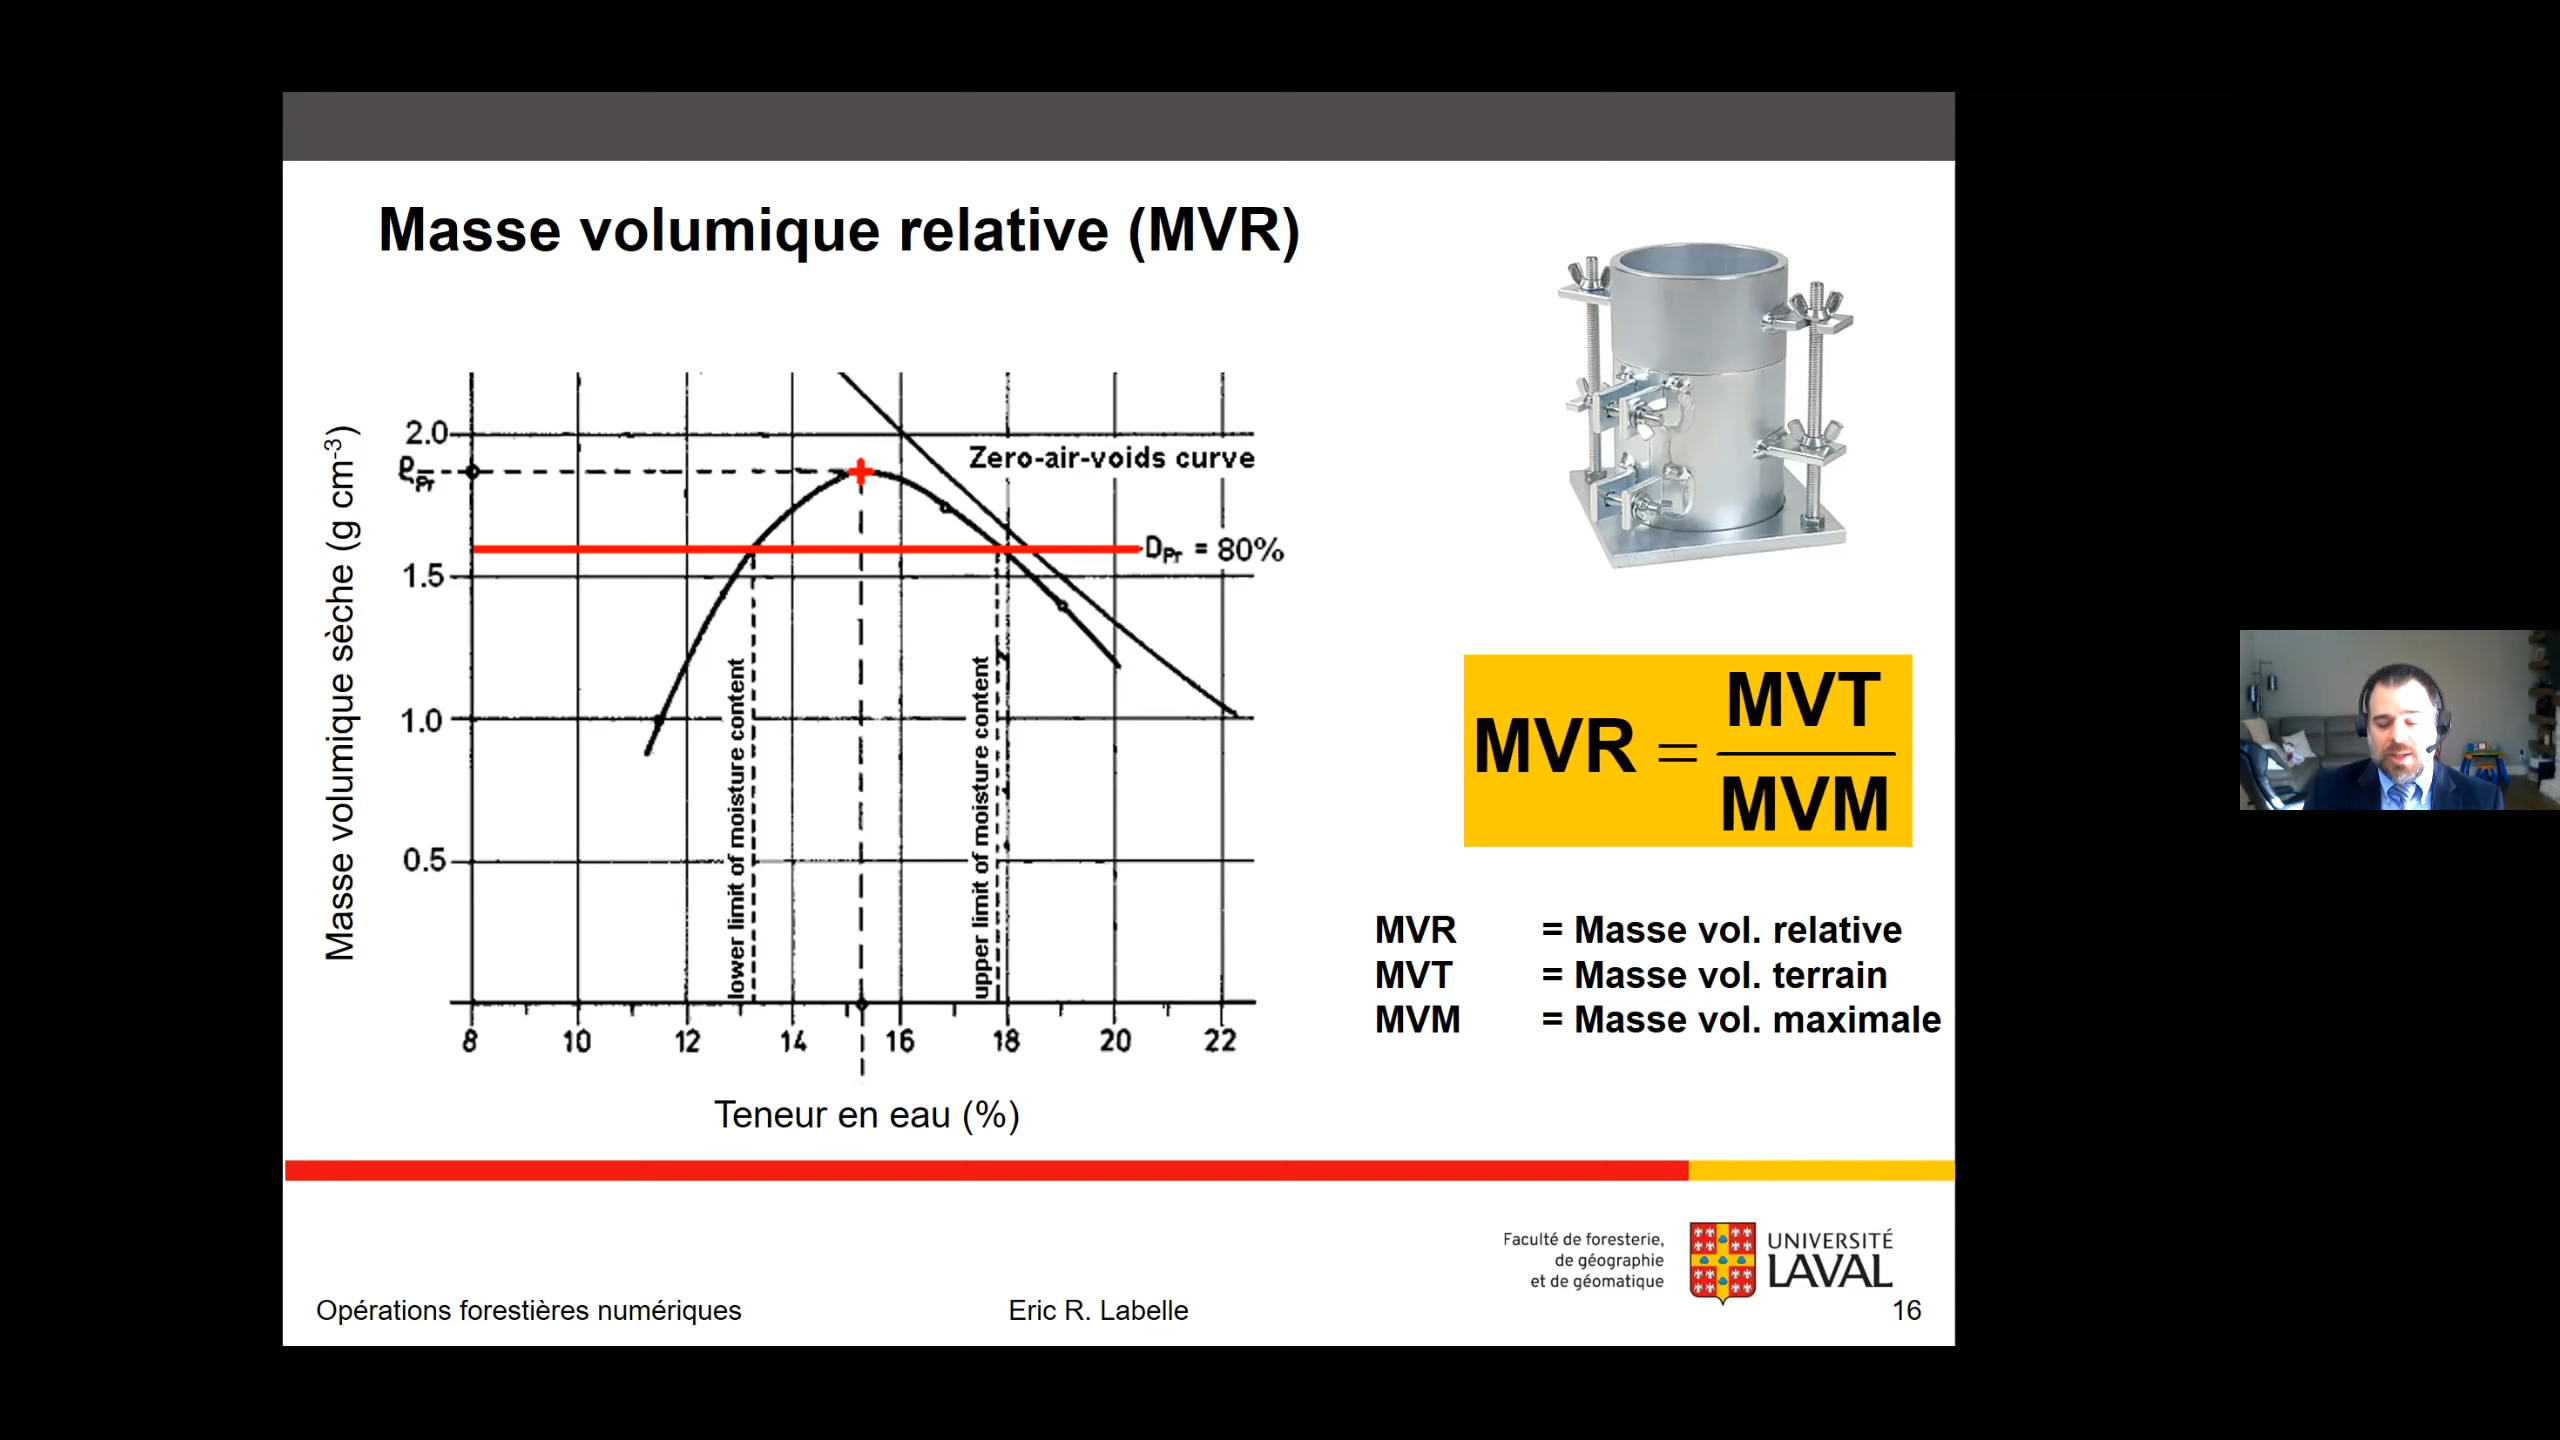 Masse volumique relative (MVR)
Masse volumique sèche (g cm-3)
2.0
ρPr
1.5
1.0
0.5
Zero-air-voids curve
DPr = 80%
lower limit of moisture content
upper limit of moisture content
8 10 12 14 16 18 20 22
Teneur en eau (%)
MVR = MVT
MVM
MVR = Masse vol. relative
MVT = Masse vol. terrain
MVM = Masse vol. maximale
Faculté de foresterie,
de géographie
et de géomatique
UNIVERSITÉ
LAVAL
Opérations forestières numériques Eric R. Labelle 16